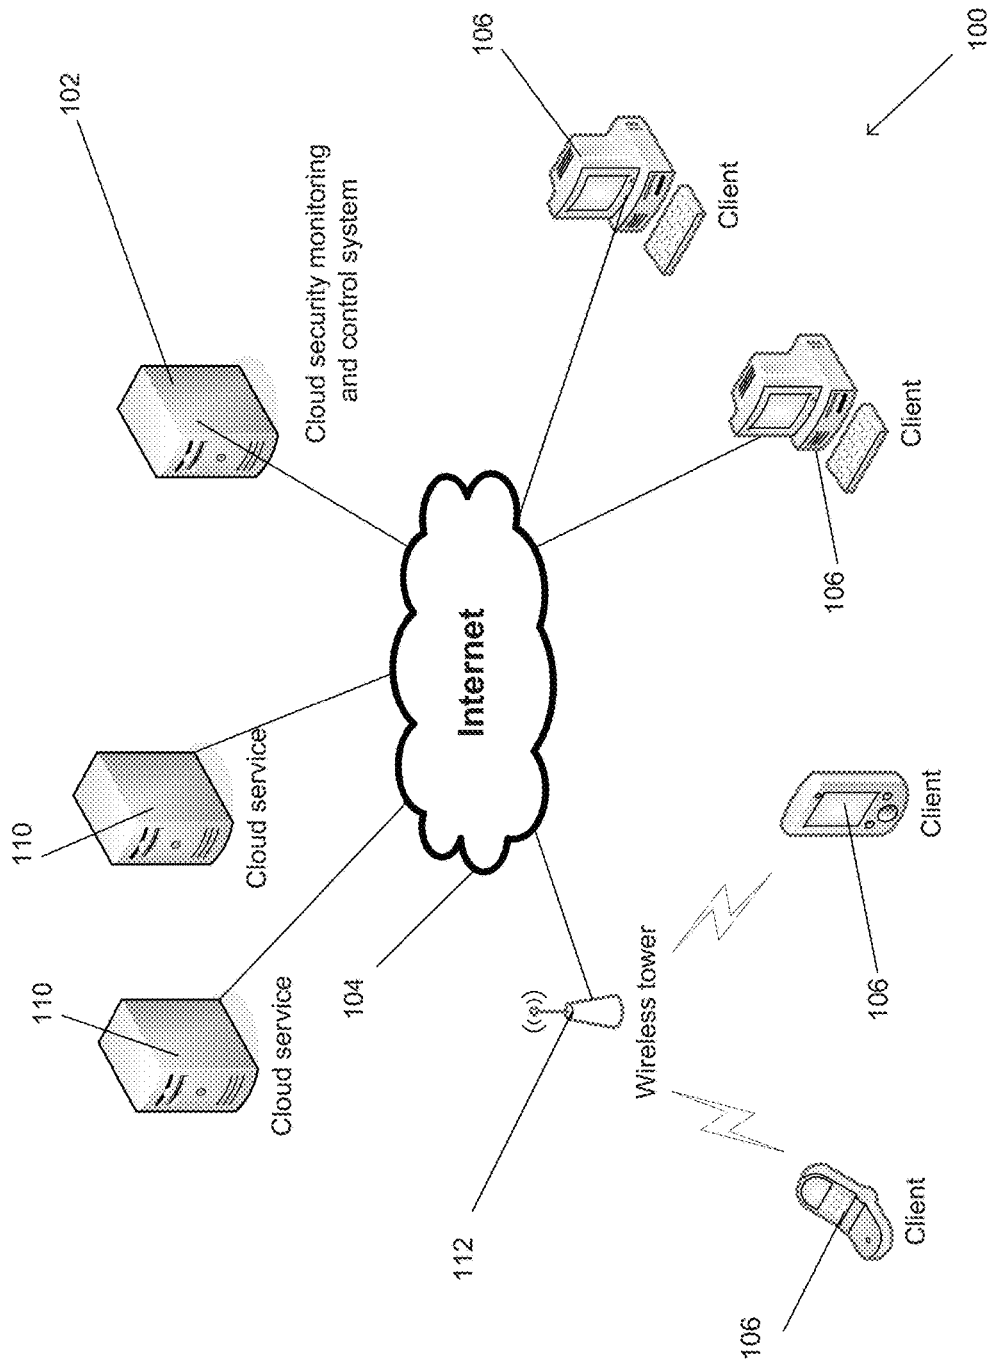 110
110
102
Cloud service
Cloud service
Cloud security monitoring
and control system
106
104
Internet
112
Wireless tower
106
Client
100
106
106
Client
Client
Client
106